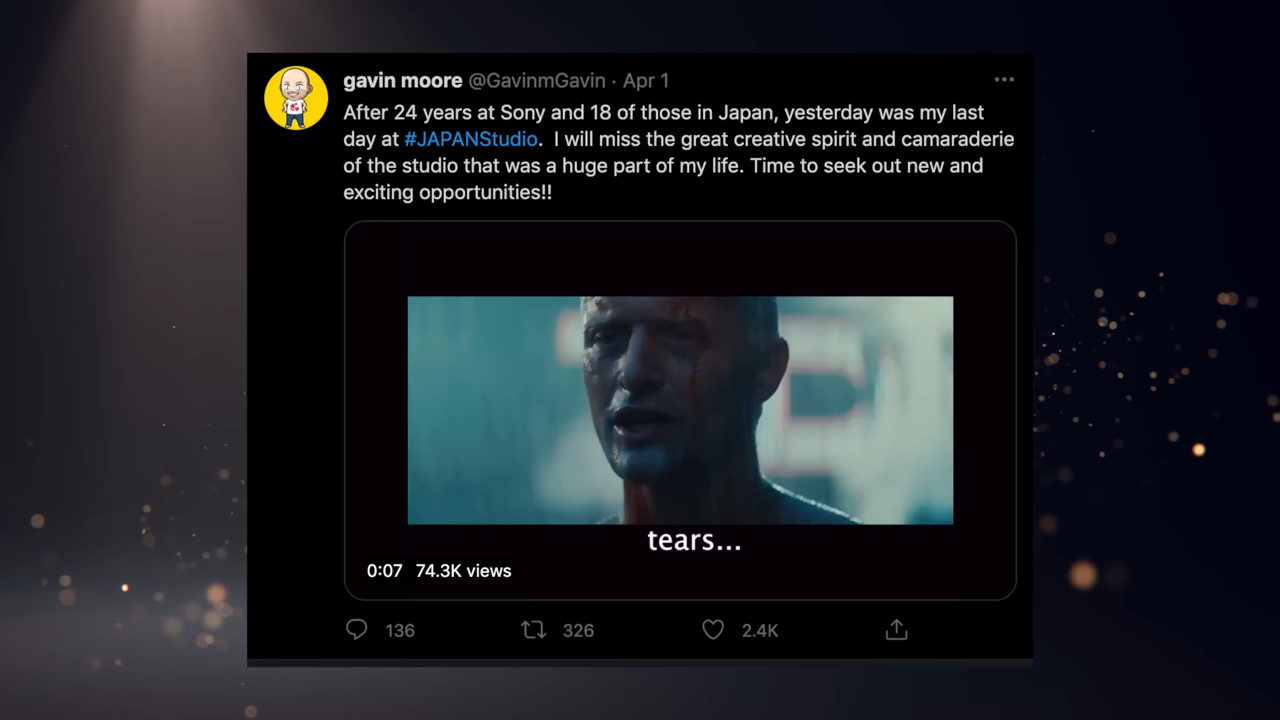 gavin moore @GavinmGavin · Apr 1
After 24 years at Sony and 18 of those in Japan, yesterday was my last
day at #JAPANStudio.  I will miss the great creative spirit and camaraderie
of the studio that was a huge part of my life. Time to seek out new and
exciting opportunities!!
tears...
0:07 74.3K views
136 326 2.4K